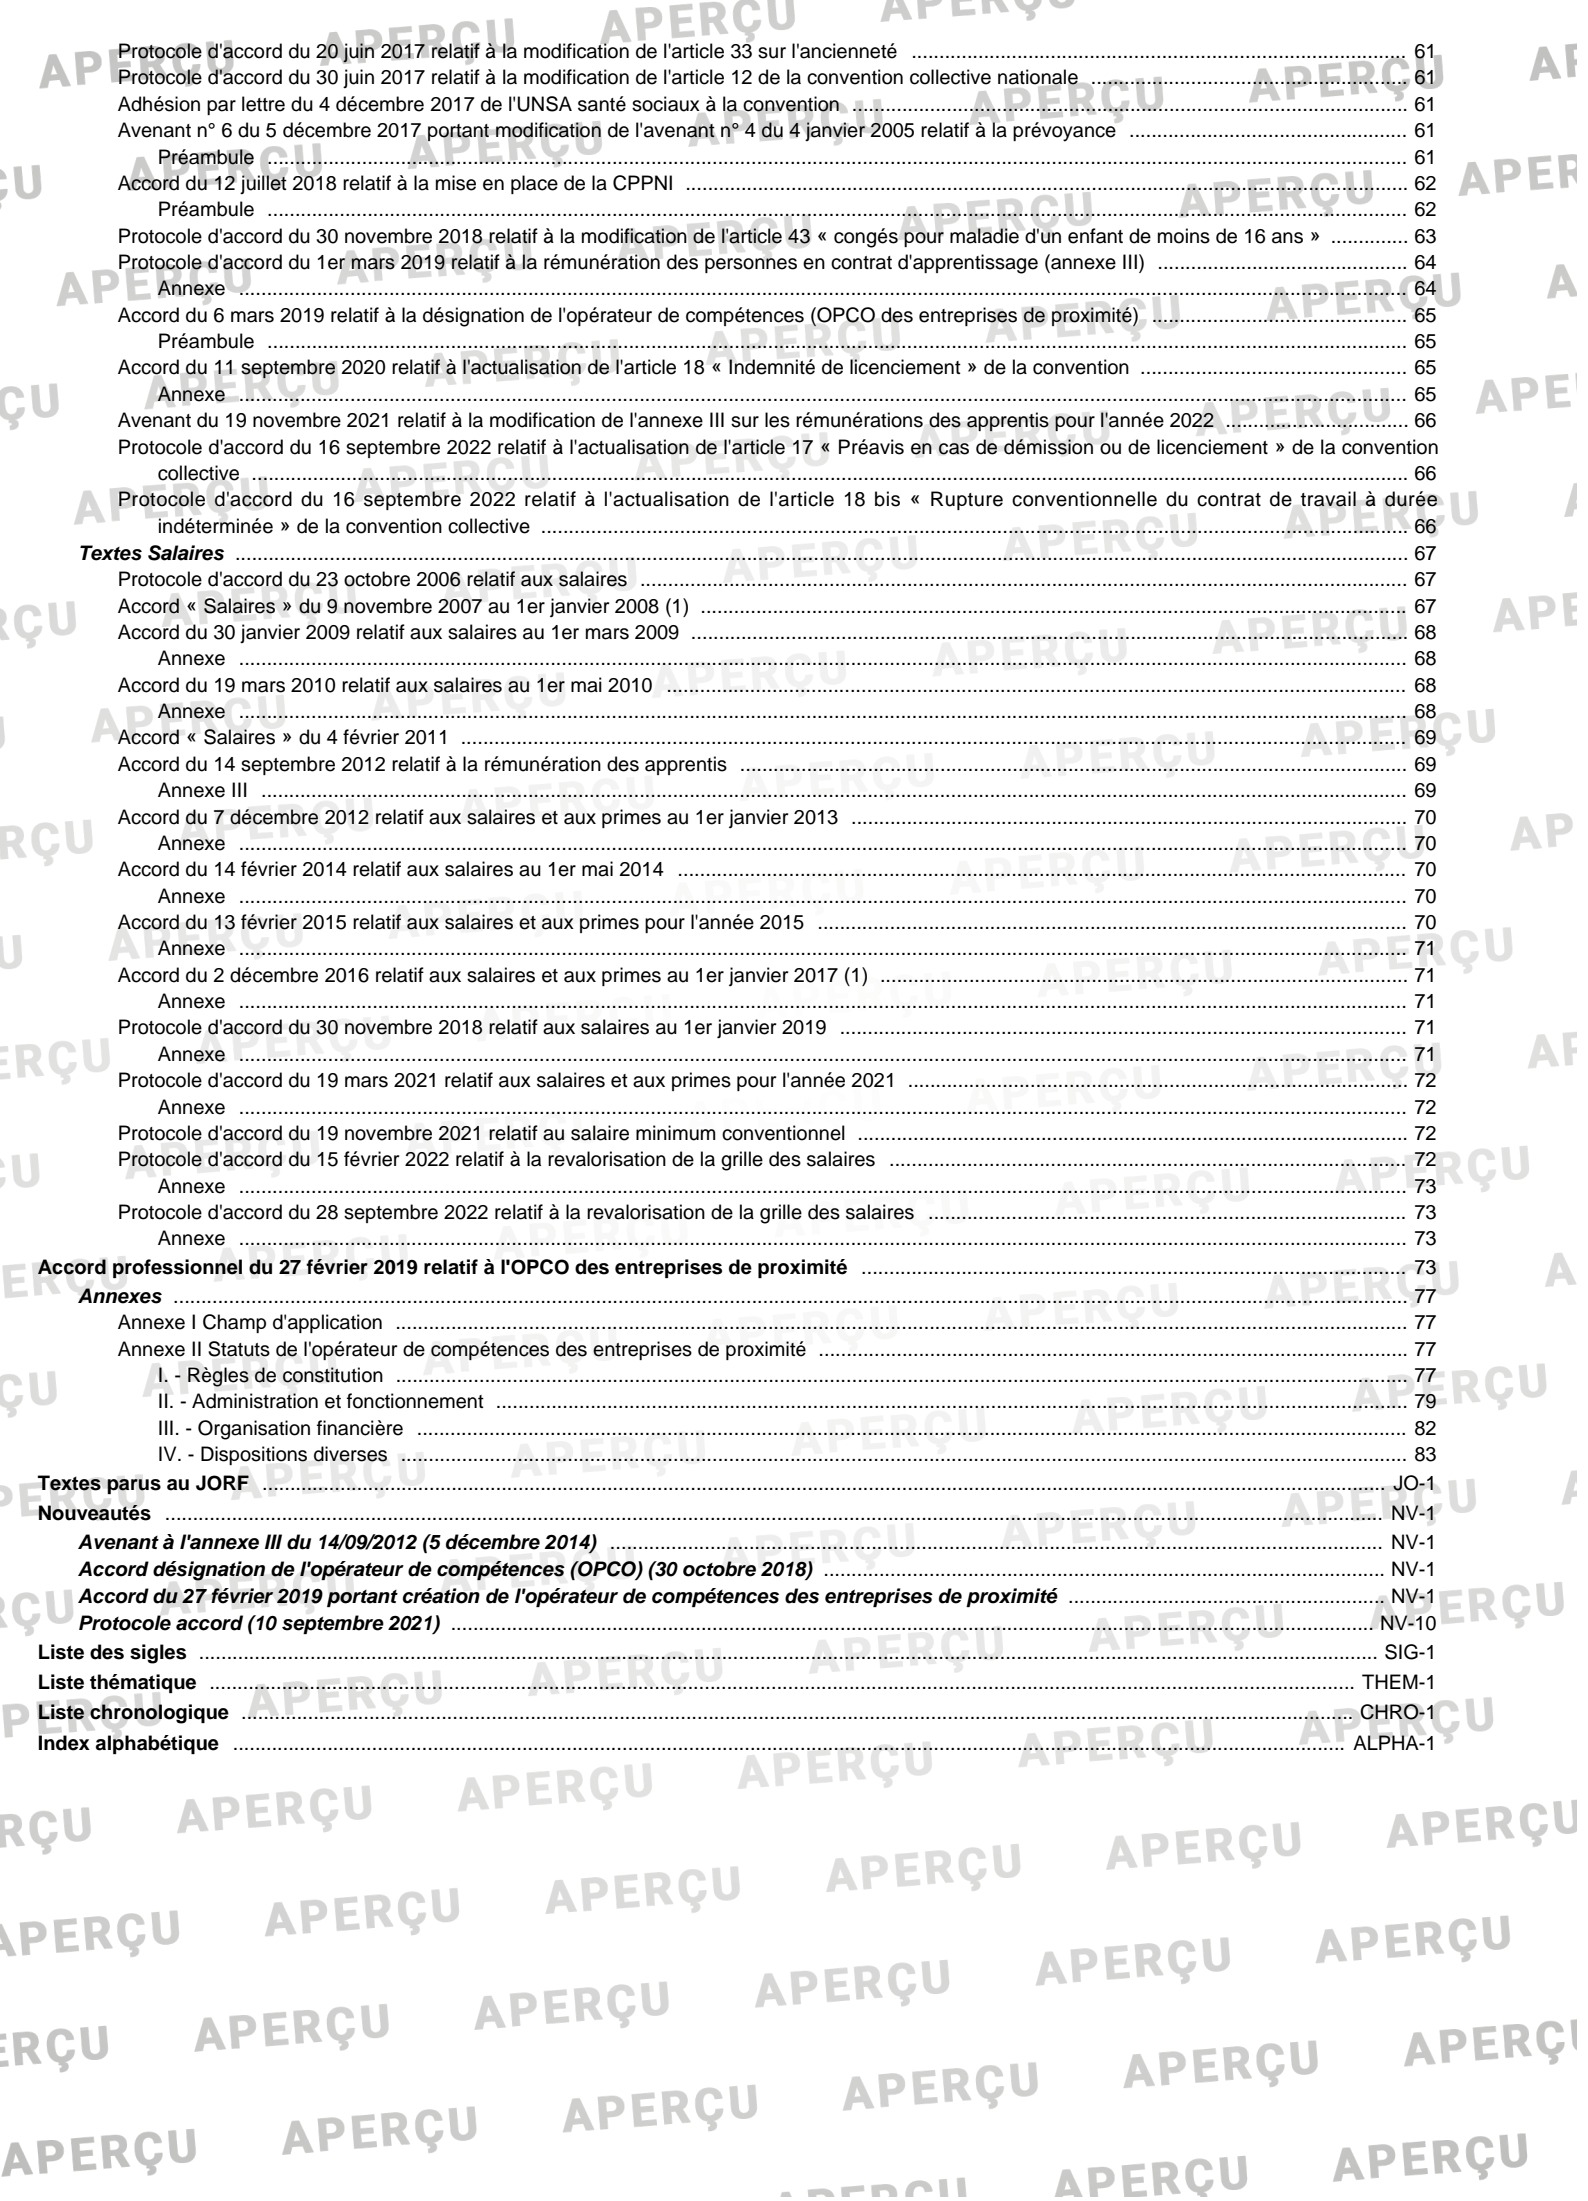 Protocole d'accord du 20 juin 2017 relatif à la modification de l'article 33 sur l'ancienneté ........ 61
Protocole d'accord du 30 juin 2017 relatif à la modification de l'article 12 de la convention collective nationale ........ 61
Adhésion par lettre du 4 décembre 2017 de l'UNSA santé sociaux à la convention ........ 61
Avenant n° 6 du 5 décembre 2017 portant modification de l'avenant n° 4 du 4 janvier 2005 relatif à la prévoyance ........ 61
Préambule ........ 61
Accord du 12 juillet 2018 relatif à la mise en place de la CPPNI ........ 62
Préambule ........ 62
Protocole d'accord du 30 novembre 2018 relatif à la modification de l'article 43 « congés pour maladie d'un enfant de moins de 16 ans » ........ 63
Protocole d'accord du 1er mars 2019 relatif à la rémunération des personnes en contrat d'apprentissage (annexe III) ........ 64
Annexe ........ 64
Accord du 6 mars 2019 relatif à la désignation de l'opérateur de compétences (OPCO des entreprises de proximité) ........ 65
Préambule ........ 65
Accord du 11 septembre 2020 relatif à l'actualisation de l'article 18 « Indemnité de licenciement » de la convention ........ 65
Annexe ........ 65
Avenant du 19 novembre 2021 relatif à la modification de l'annexe III sur les rémunérations des apprentis pour l'année 2022 ........ 66
Protocole d'accord du 16 septembre 2022 relatif à l'actualisation de l'article 17 « Préavis en cas de démission ou de licenciement » de la convention
collective ........ 66
Protocole d'accord du 16 septembre 2022 relatif à l'actualisation de l'article 18 bis « Rupture conventionnelle du contrat de travail à durée
indéterminée » de la convention collective ........ 66
Textes Salaires ........ 67
Protocole d'accord du 23 octobre 2006 relatif aux salaires ........ 67
Accord « Salaires » du 9 novembre 2007 au 1er janvier 2008 (1) ........ 67
Accord du 30 janvier 2009 relatif aux salaires au 1er mars 2009 ........ 68
Annexe ........ 68
Accord du 19 mars 2010 relatif aux salaires au 1er mai 2010 ........ 68
Annexe ........ 68
Accord « Salaires » du 4 février 2011 ........ 69
Accord du 14 septembre 2012 relatif à la rémunération des apprentis ........ 69
Annexe III ........ 69
Accord du 7 décembre 2012 relatif aux salaires et aux primes au 1er janvier 2013 ........ 70
Annexe ........ 70
Accord du 14 février 2014 relatif aux salaires au 1er mai 2014 ........ 70
Annexe ........ 70
Accord du 13 février 2015 relatif aux salaires et aux primes pour l'année 2015 ........ 70
Annexe ........ 71
Accord du 2 décembre 2016 relatif aux salaires et aux primes au 1er janvier 2017 (1) ........ 71
Annexe ........ 71
Protocole d'accord du 30 novembre 2018 relatif aux salaires au 1er janvier 2019 ........ 71
Annexe ........ 71
Protocole d'accord du 19 mars 2021 relatif aux salaires et aux primes pour l'année 2021 ........ 72
Annexe ........ 72
Protocole d'accord du 19 novembre 2021 relatif au salaire minimum conventionnel ........ 72
Protocole d'accord du 15 février 2022 relatif à la revalorisation de la grille des salaires ........ 72
Annexe ........ 73
Protocole d'accord du 28 septembre 2022 relatif à la revalorisation de la grille des salaires ........ 73
Annexe ........ 73
Accord professionnel du 27 février 2019 relatif à l'OPCO des entreprises de proximité ........ 73
Annexes ........ 77
Annexe I Champ d'application ........ 77
Annexe II Statuts de l'opérateur de compétences des entreprises de proximité ........ 77
I. - Règles de constitution ........ 77
II. - Administration et fonctionnement ........ 79
III. - Organisation financière ........ 82
IV. - Dispositions diverses ........ 83
Textes parus au JORF ........ JO-1
Nouveautés ........ NV-1
Avenant à l'annexe III du 14/09/2012 (5 décembre 2014) ........ NV-1
Accord désignation de l'opérateur de compétences (OPCO) (30 octobre 2018) ........ NV-1
Accord du 27 février 2019 portant création de l'opérateur de compétences des entreprises de proximité ........ NV-1
Protocole accord (10 septembre 2021) ........ NV-10
Liste des sigles ........ SIG-1
Liste thématique ........ THEM-1
Liste chronologique ........ CHRO-1
Index alphabétique ........ ALPHA-1
APERÇU